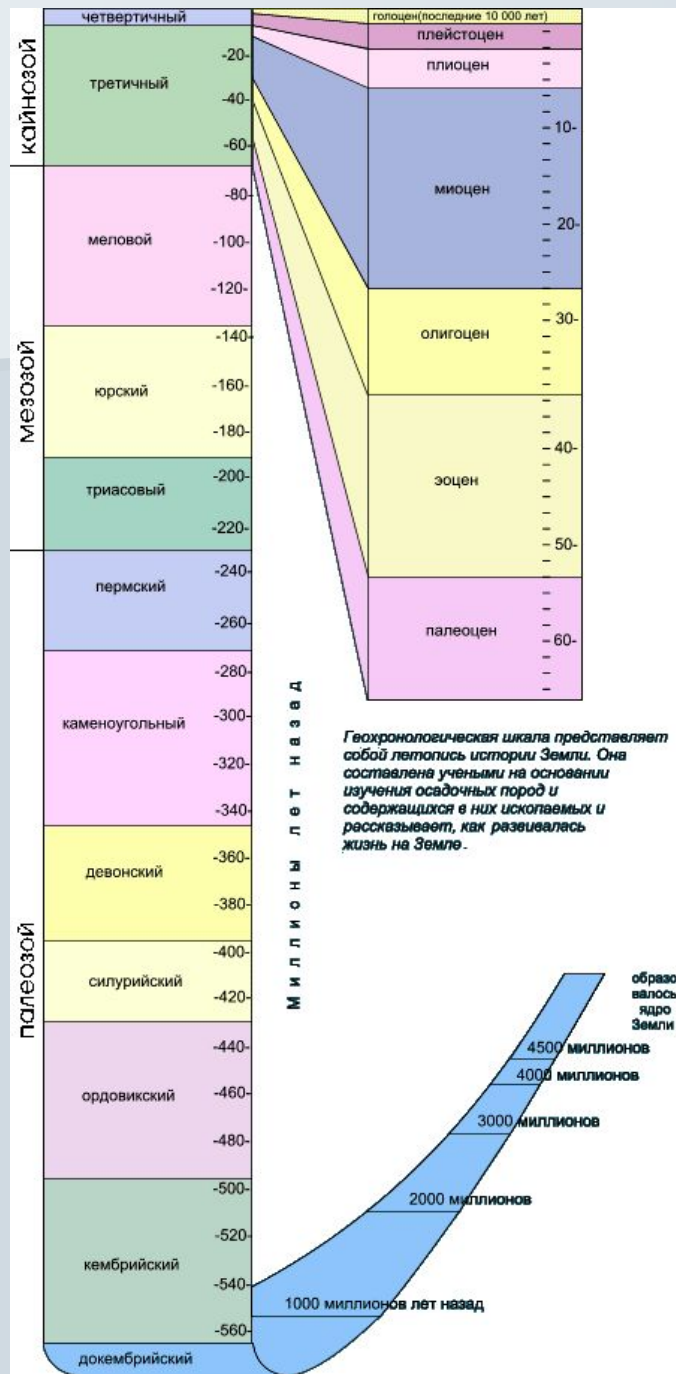 кайнозой
четвертичный
третичный
-20-
-40-
-60-
мезозой
меловой
-80-
-100-
-120-
юрский
-140-
-160-
-180-
триасовый
-200-
-220-
палеозой
пермский
-240-
-260-
каменоугольный
-280-
-300-
-320-
-340-
девонский
-360-
-380-
силурийский
-400-
-420-
ордовикский
-440-
-460-
-480-
кембрийский
-500-
-520-
-540-
-560-
докембрийский
Миллионы лет назад
голоцен(последние 10 000 лет)
плейстоцен
плиоцен
10-
миоцен
20-
30-
олигоцен
40-
эоцен
50-
палеоцен
60-
Геохронологическая шкала представляет
собой летопись истории Земли. Она
составлена учеными на основании
изучения осадочных пород и
содержащихся в них ископаемых и
рассказывает, как развивалась
жизнь на Земле.
образо
валось
ядро
Земли
4500 миллионов
4000 миллионов
3000 миллионов
2000 миллионов
1000 миллионов лет назад